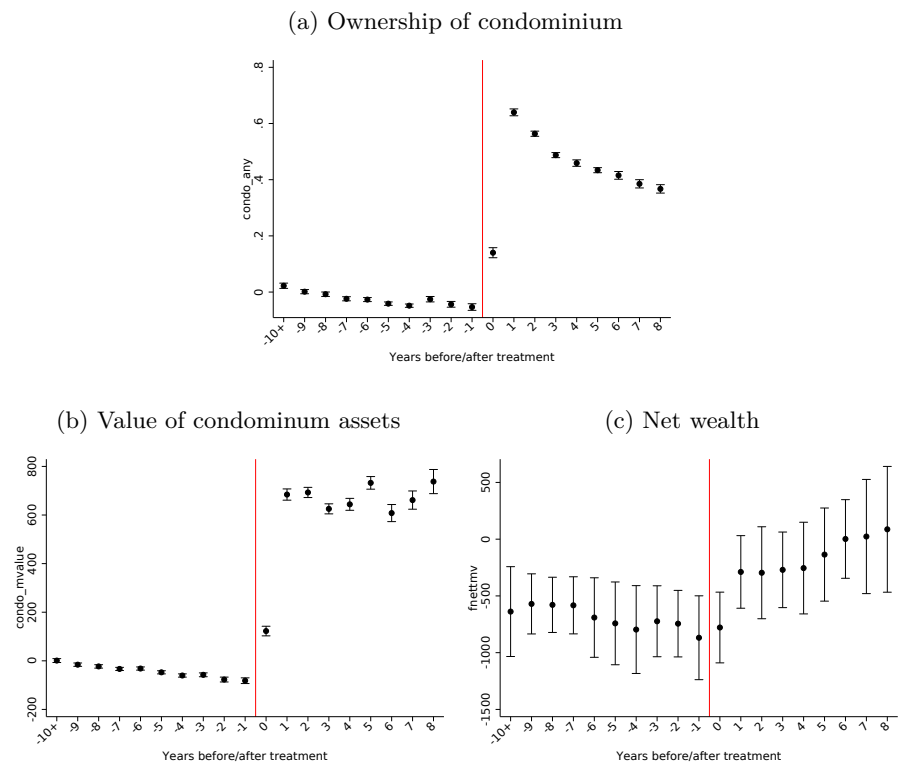 (a) Ownership of condominium
.8
.6
.4
.2
0
condo_any
-10+ -9 -8 -7 -6 -5 -4 -3 -2 -1 0 1 2 3 4 5 6 7 8
Years before/after treatment
(b) Value of condominum assets
800
600
400
200
0
200
condo_mvalue
-10+ -9 -8 -7 -6 -5 -4 -3 -2 -1 0 1 2 3 4 5 6 7 8
Years before/after treatment
(c) Net wealth
500
0
-500
-1000
-1500
fnettmv
-10+ -9 -8 -7 -6 -5 -4 -3 -2 -1 0 1 2 3 4 5 6 7 8
Years before/after treatment